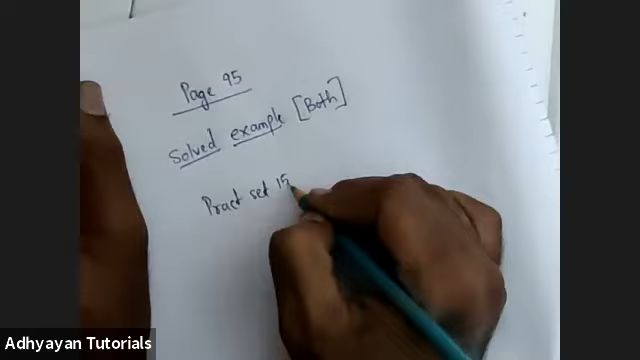 Page 95
Solved example [Both]
Pract set 15
Adhyayan Tutorials